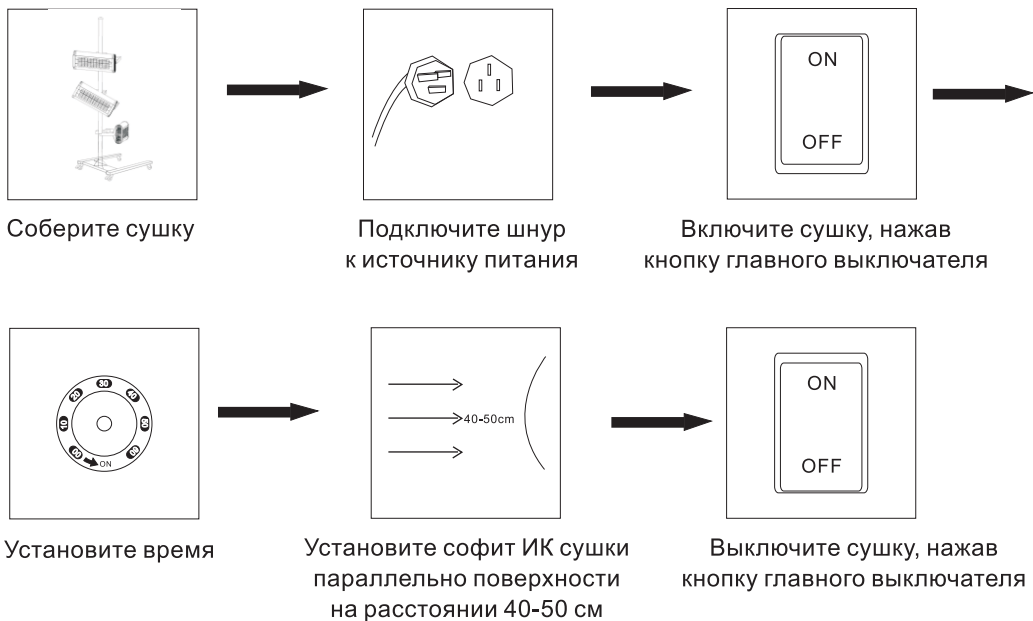 ON
OFF
Соберите сушку
Подключите шнур
к источнику питания
Включите сушку, нажав
кнопку главного выключателя
00 10 20 30 40 50 60
ON
40-50cm
ON
OFF
Установите время
Установите софит ИК сушки
параллельно поверхности
на расстоянии 40-50 см
Выключите сушку, нажав
кнопку главного выключателя